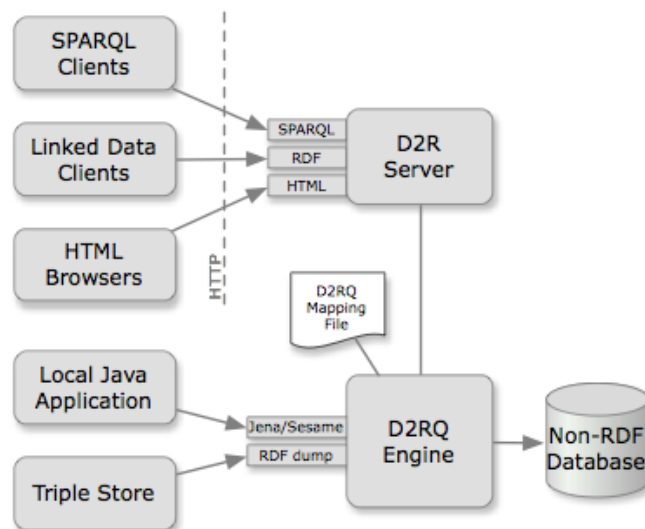 SPARQL
Clients
SPARQL
D2R
Server
Linked Data
Clients
RDF
HTML
HTML
Browsers
HTTP
D2RQ
Mapping
File
Local Java
Application
Jena/Sesame
D2RQ
Engine
RDF dump
Non-RDF
Database
Triple Store